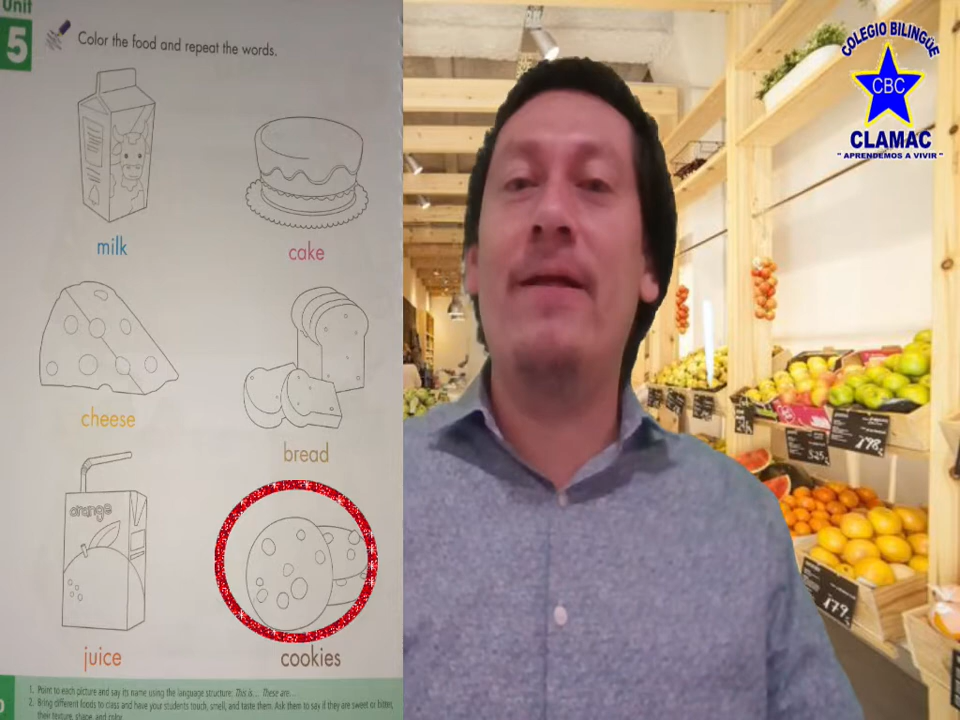 Unit
5
Color the food and repeat the words.
milk
cake
cheese
bread
orange
juice
cookies
1. Point to each picture and say its name using the language structure: This is... These are...
2. Bring different foods to class and have your students touch, smell, and taste them. Ask them to say if they are sweet or bitter,
their texture, shape, and color.
COLEGIO BILINGÜE
CBC
CLAMAC
" APRENDEMOS A VIVIR "